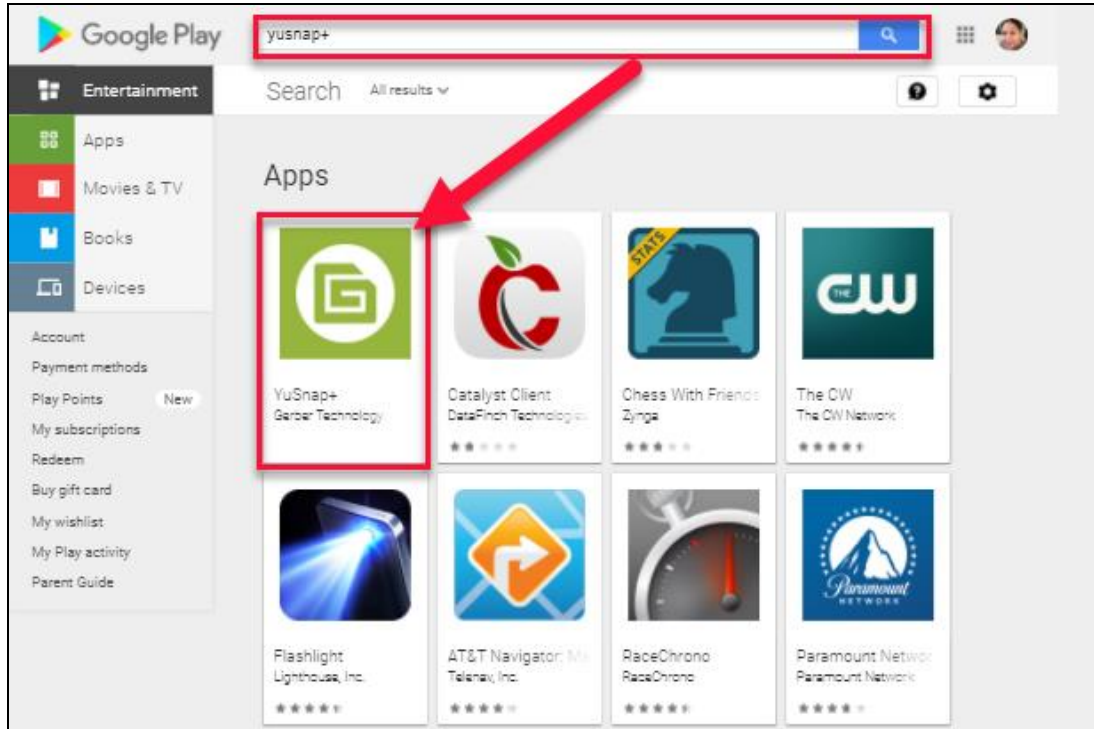 Google Play
yusnap+
Entertainment
Search All results
Apps
Movies & TV
Books
Devices
Account
Payment methods
Play Points New
My subscriptions
Redeem
Buy gift card
My wishlist
My Play activity
Parent Guide
Apps
G
YuSnap+
Gerber Technology
C
Catalyst Client
DataFinch Technologies
STATS
Chess With Friends
Zynga
THE CW
The CW
The CW Network
Flashlight
Lighthouse, Inc.
AT&T Navigator:
Telenav, Inc.
RaceChrono
RaceChrono
Paramount
NETWORK
Paramount Networ
Paramount Network